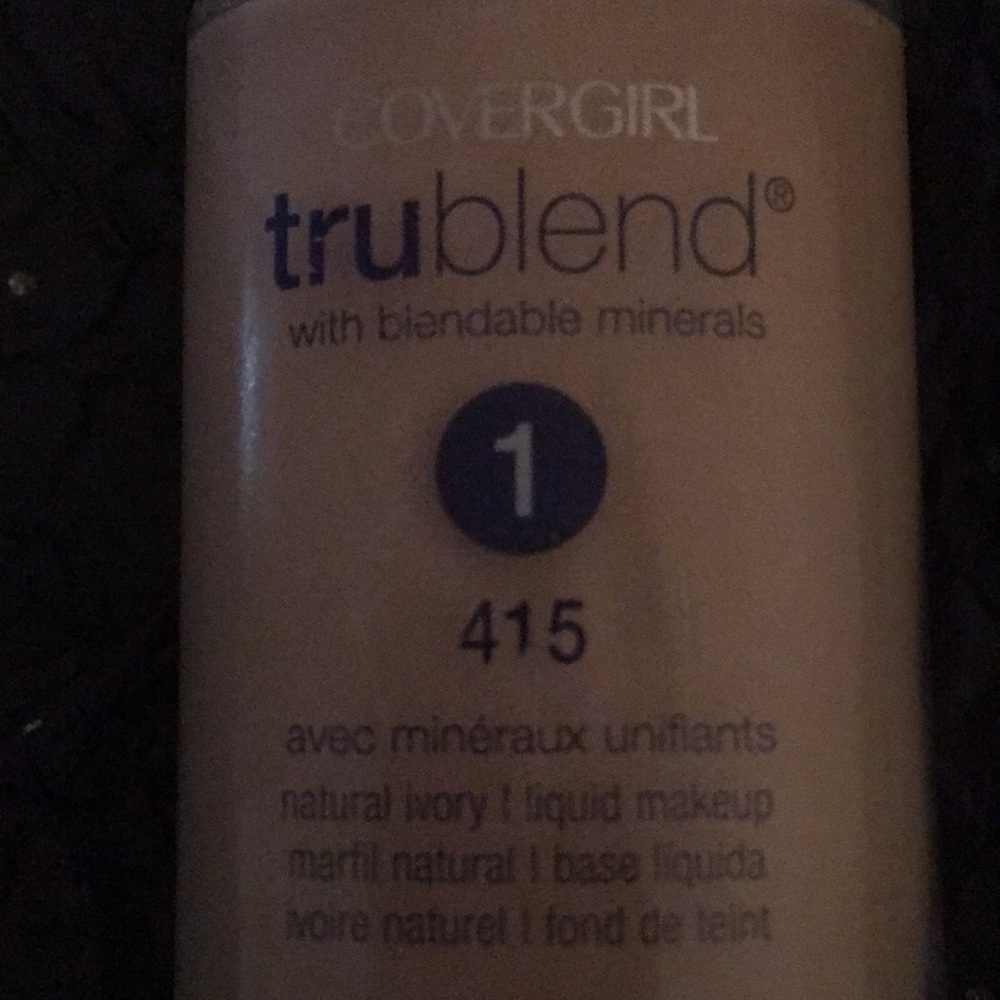 COVERGIRL
trublend®
with blendable minerals
1
415
avec minéraux unifiants
natural ivory | liquid makeup
marfil natural | base líquida
ivoire naturel | fond de teint